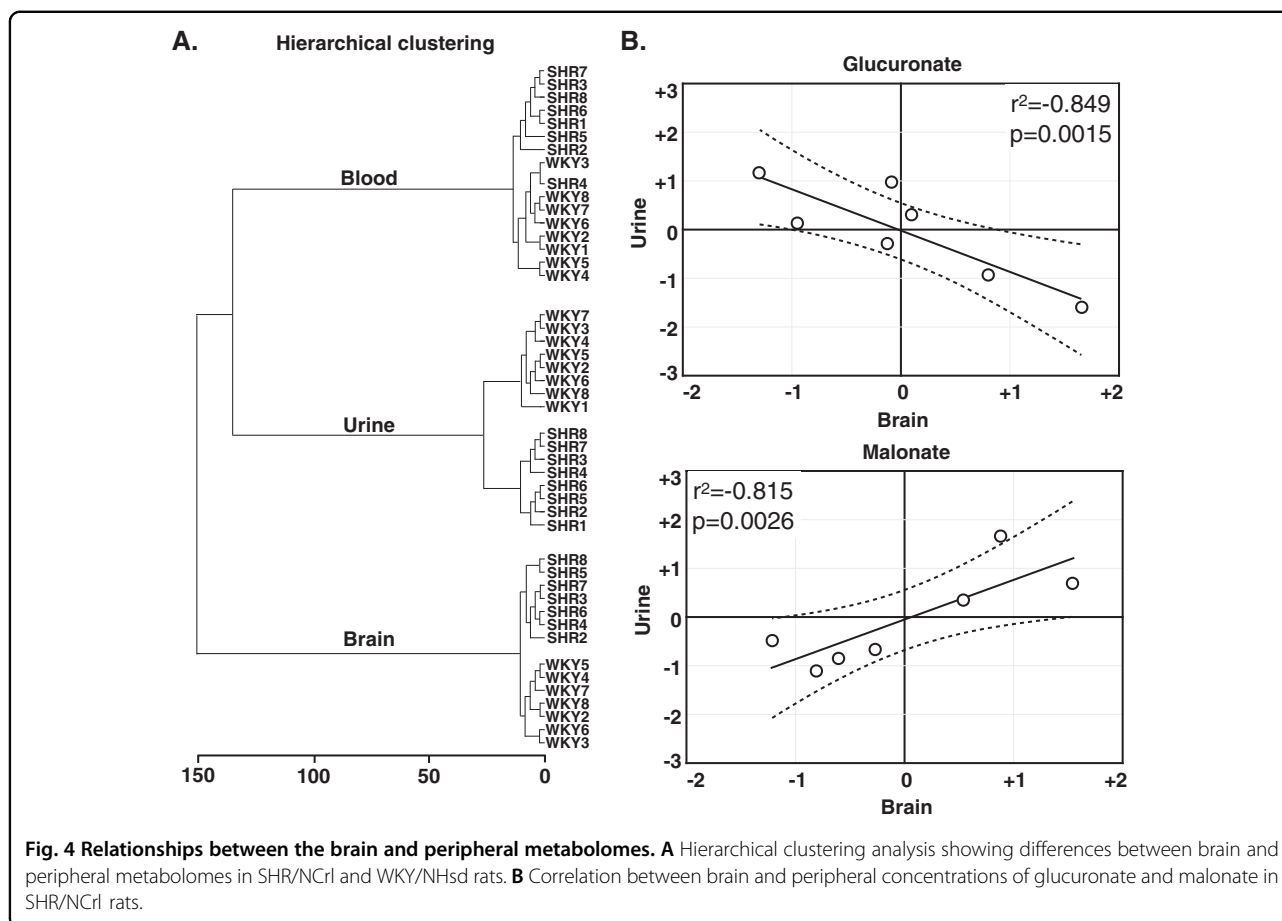 A.
Hierarchical clustering
SHR7
SHR3
SHR8
SHR6
SHR1
SHR5
SHR2
WKY3
SHR4
WKY8
WKY7
WKY6
WKY2
WKY1
WKY5
WKY4
Blood
WKY7
WKY3
WKY4
WKY5
WKY2
WKY6
WKY8
WKY1
Urine
SHR8
SHR7
SHR3
SHR4
SHR6
SHR5
SHR2
SHR1
SHR8
SHR5
SHR7
SHR3
SHR6
SHR4
SHR2
Brain
WKY5
WKY4
WKY7
WKY8
WKY2
WKY6
WKY3
150 100 50 0
B.
Glucuronate
r²=-0.849
p=0.0015
+3
+2
+1
0
-1
-2
-3
Urine
-2 -1 0 +1 +2
Brain
Malonate
r²=-0.815
p=0.0026
+3
+2
+1
0
-1
-2
-3
Urine
-2 -1 0 +1 +2
Brain
Fig. 4 Relationships between the brain and peripheral metabolomes. A Hierarchical clustering analysis showing differences between brain and
peripheral metabolomes in SHR/NCrl and WKY/NHsd rats. B Correlation between brain and peripheral concentrations of glucuronate and malonate in
SHR/NCrl rats.